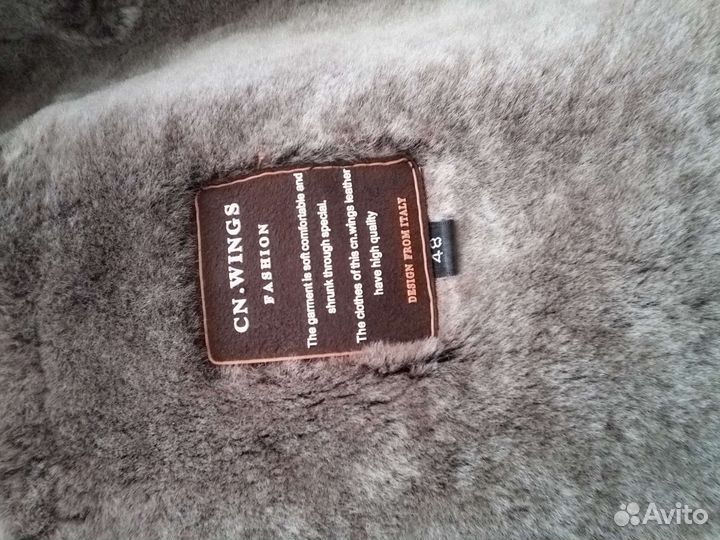 CN.WINGS
FASHION
The garment is soft comfortable and
shrunk through special.
The clothes of this cn.wings leather
have high quality
DESIGN FROM ITALY
48
Avito